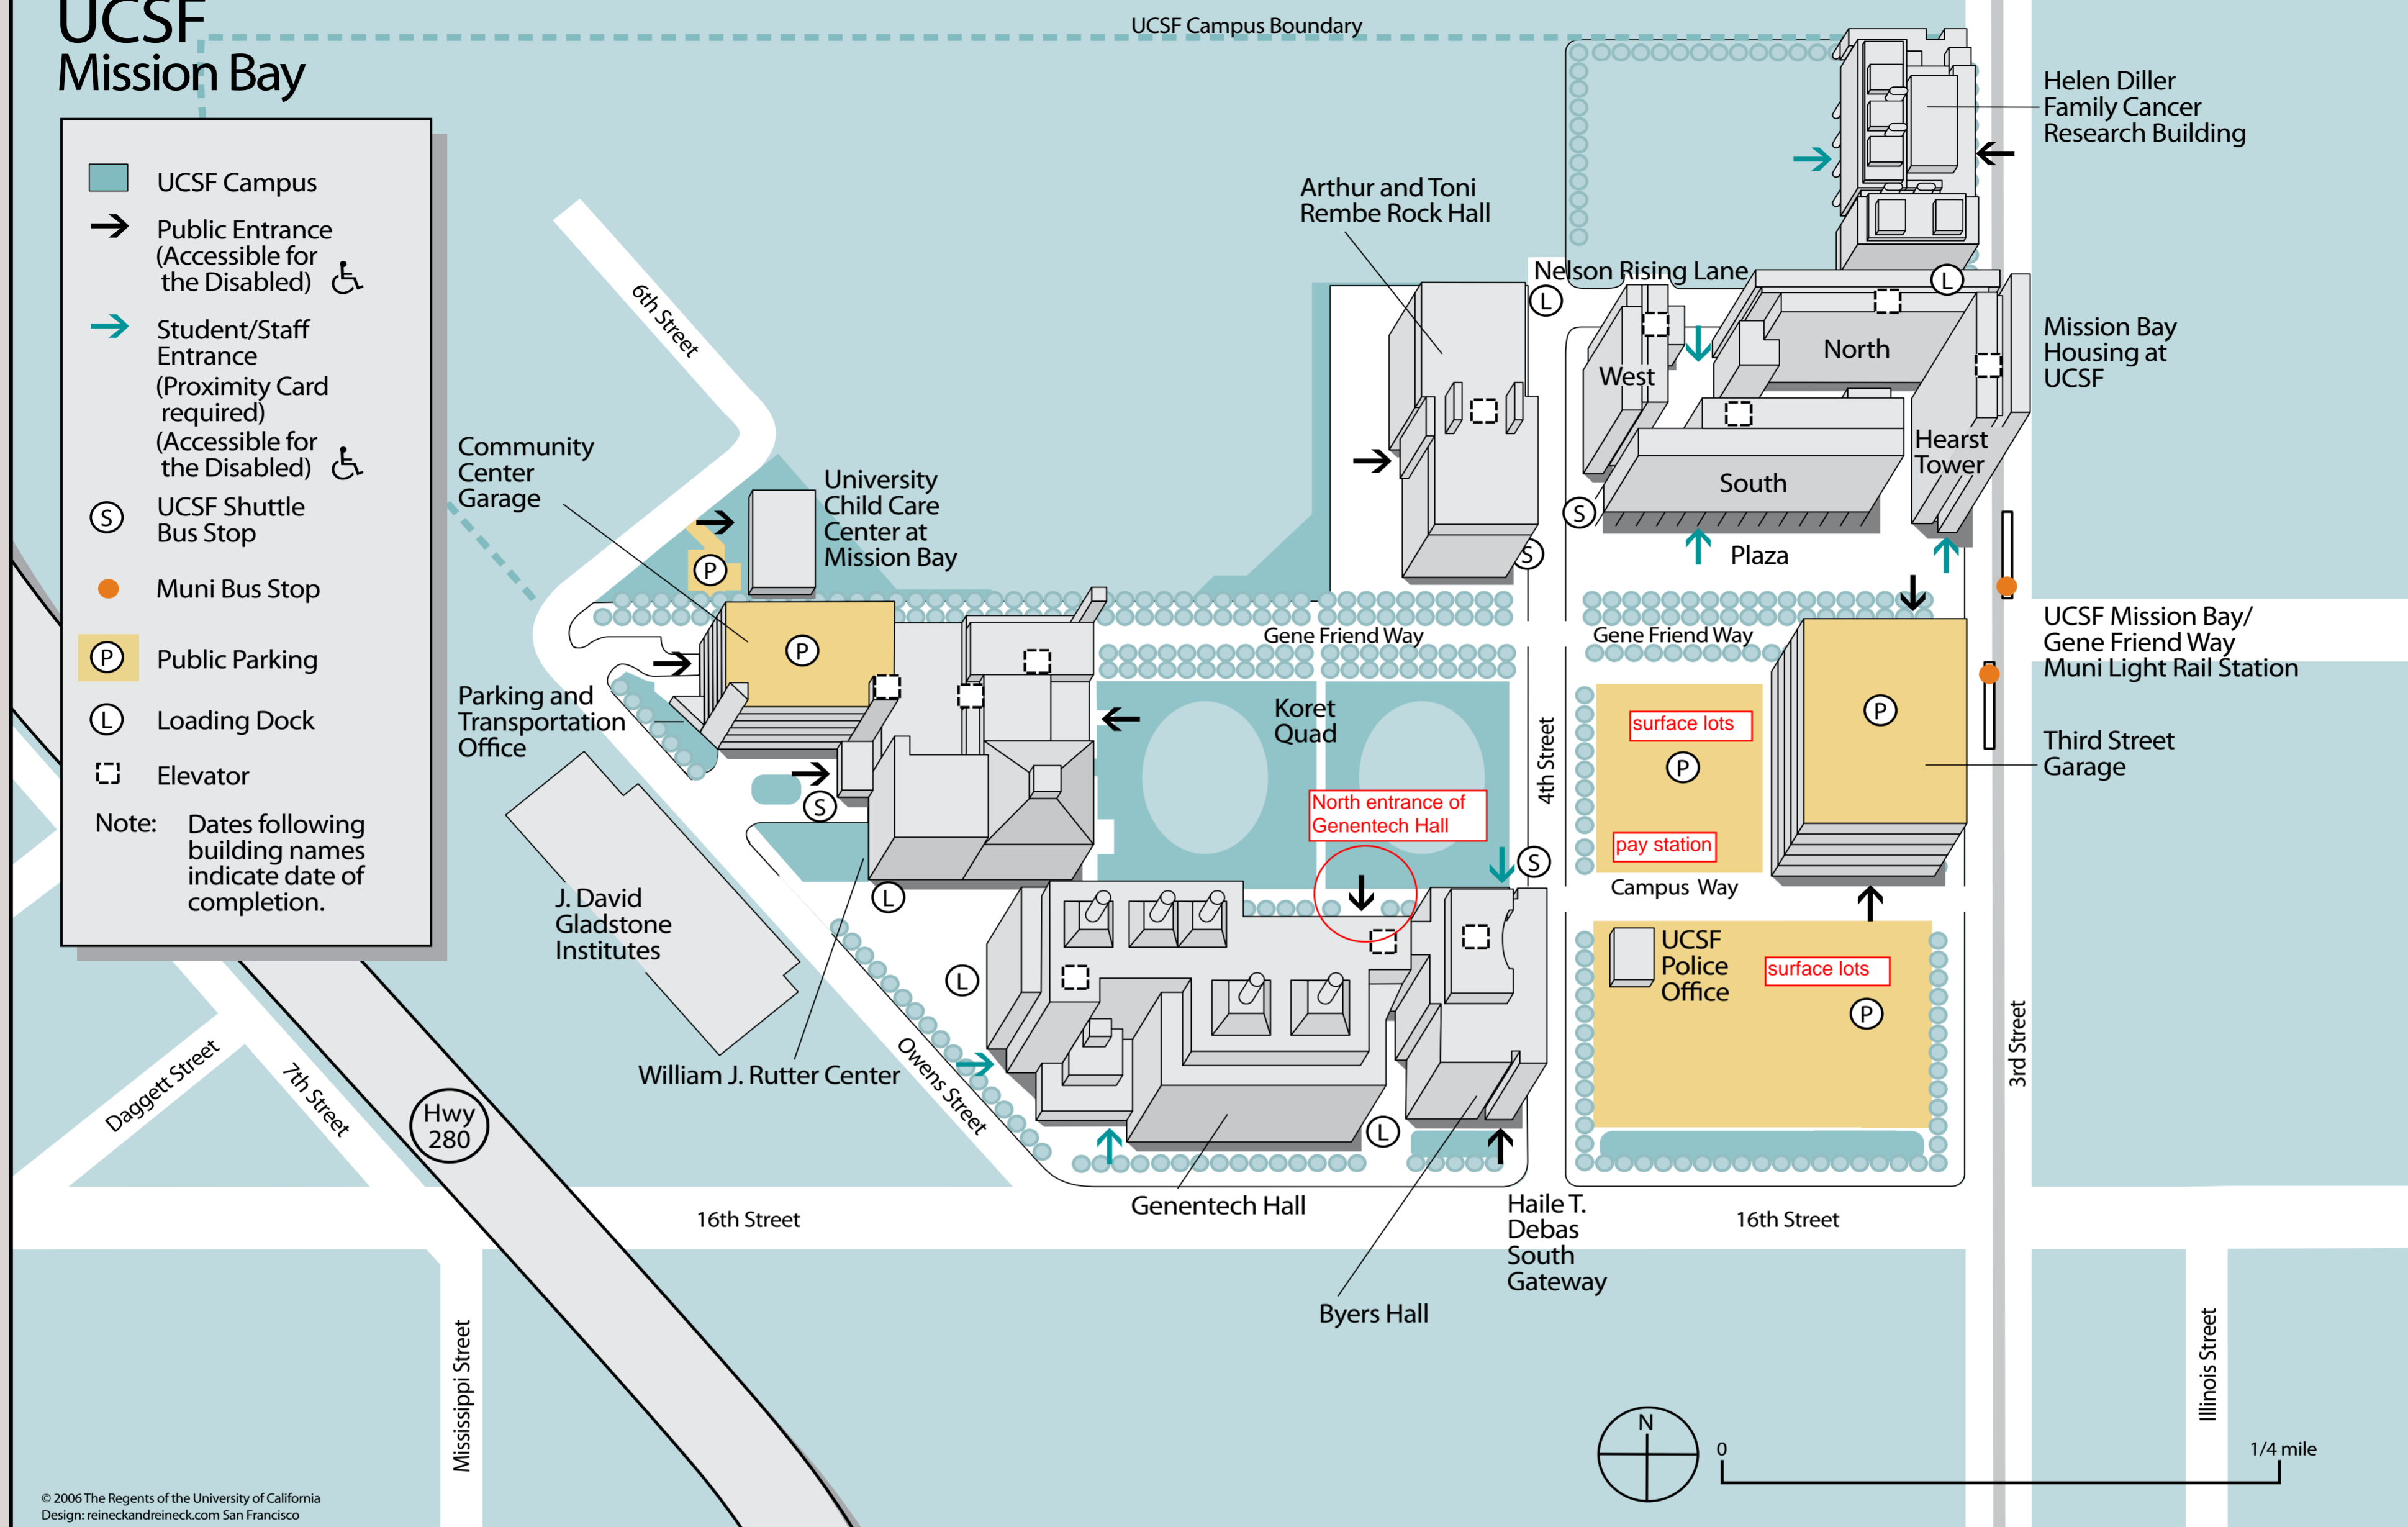 UCSF
Mission Bay
UCSF Campus
Public Entrance
(Accessible for
the Disabled)
Student/Staff
Entrance
(Proximity Card
required)
(Accessible for
the Disabled)
S
UCSF Shuttle
Bus Stop
Muni Bus Stop
P
Public Parking
L
Loading Dock
Elevator
Note: Dates following
building names
indicate date of
completion.
UCSF Campus Boundary
Helen Diller
Family Cancer
Research Building
Arthur and Toni
Rembe Rock Hall
Nelson Rising Lane
L
L
6th Street
North
West
Mission Bay
Housing at
UCSF
Hearst
Tower
South
S
S
Plaza
Community
Center
Garage
University
Child Care
Center at
Mission Bay
P
P
Gene Friend Way
Gene Friend Way
UCSF Mission Bay/
Gene Friend Way
Muni Light Rail Station
Parking and
Transportation
Office
Koret
Quad
4th Street
surface lots
P
P
Third Street
Garage
S
North entrance of
Genentech Hall
pay station
S
Campus Way
L
J. David
Gladstone
Institutes
L
UCSF
Police
Office
surface lots
P
3rd Street
William J. Rutter Center
Owens Street
Daggett Street
7th Street
Hwy
280
L
Genentech Hall
Haile T.
Debas
South
Gateway
16th Street
16th Street
Byers Hall
Mississippi Street
Illinois Street
N
0
1/4 mile
© 2006 The Regents of the University of California
Design: reineckandreineck.com San Francisco